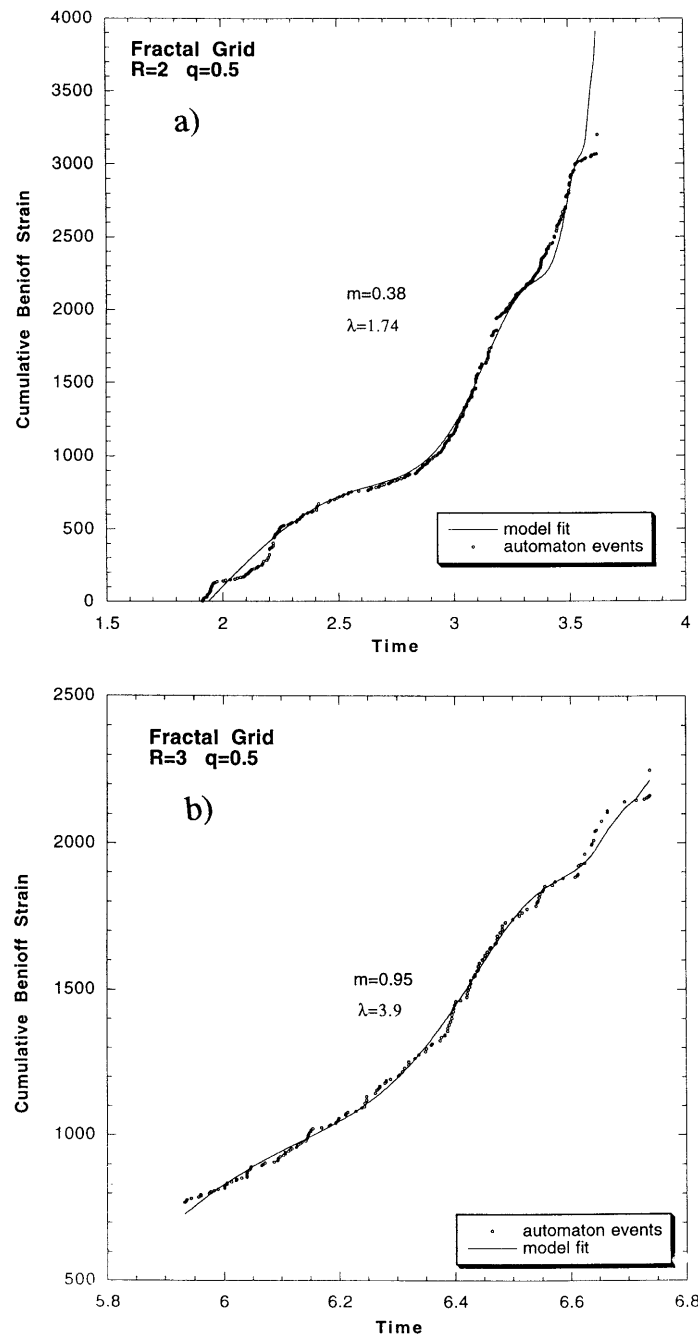 4000
3500
3000
2500
2000
1500
1000
500
0
Cumulative Benioff Strain
Fractal Grid
R=2 q=0.5
a)
m=0.38
λ=1.74
model fit
automaton events
1.5
2
2.5
3
3.5
4
Time
2500
2000
1500
1000
500
Cumulative Benioff Strain
Fractal Grid
R=3 q=0.5
b)
m=0.95
λ=3.9
automaton events
model fit
5.8
6
6.2
6.4
6.6
6.8
Time